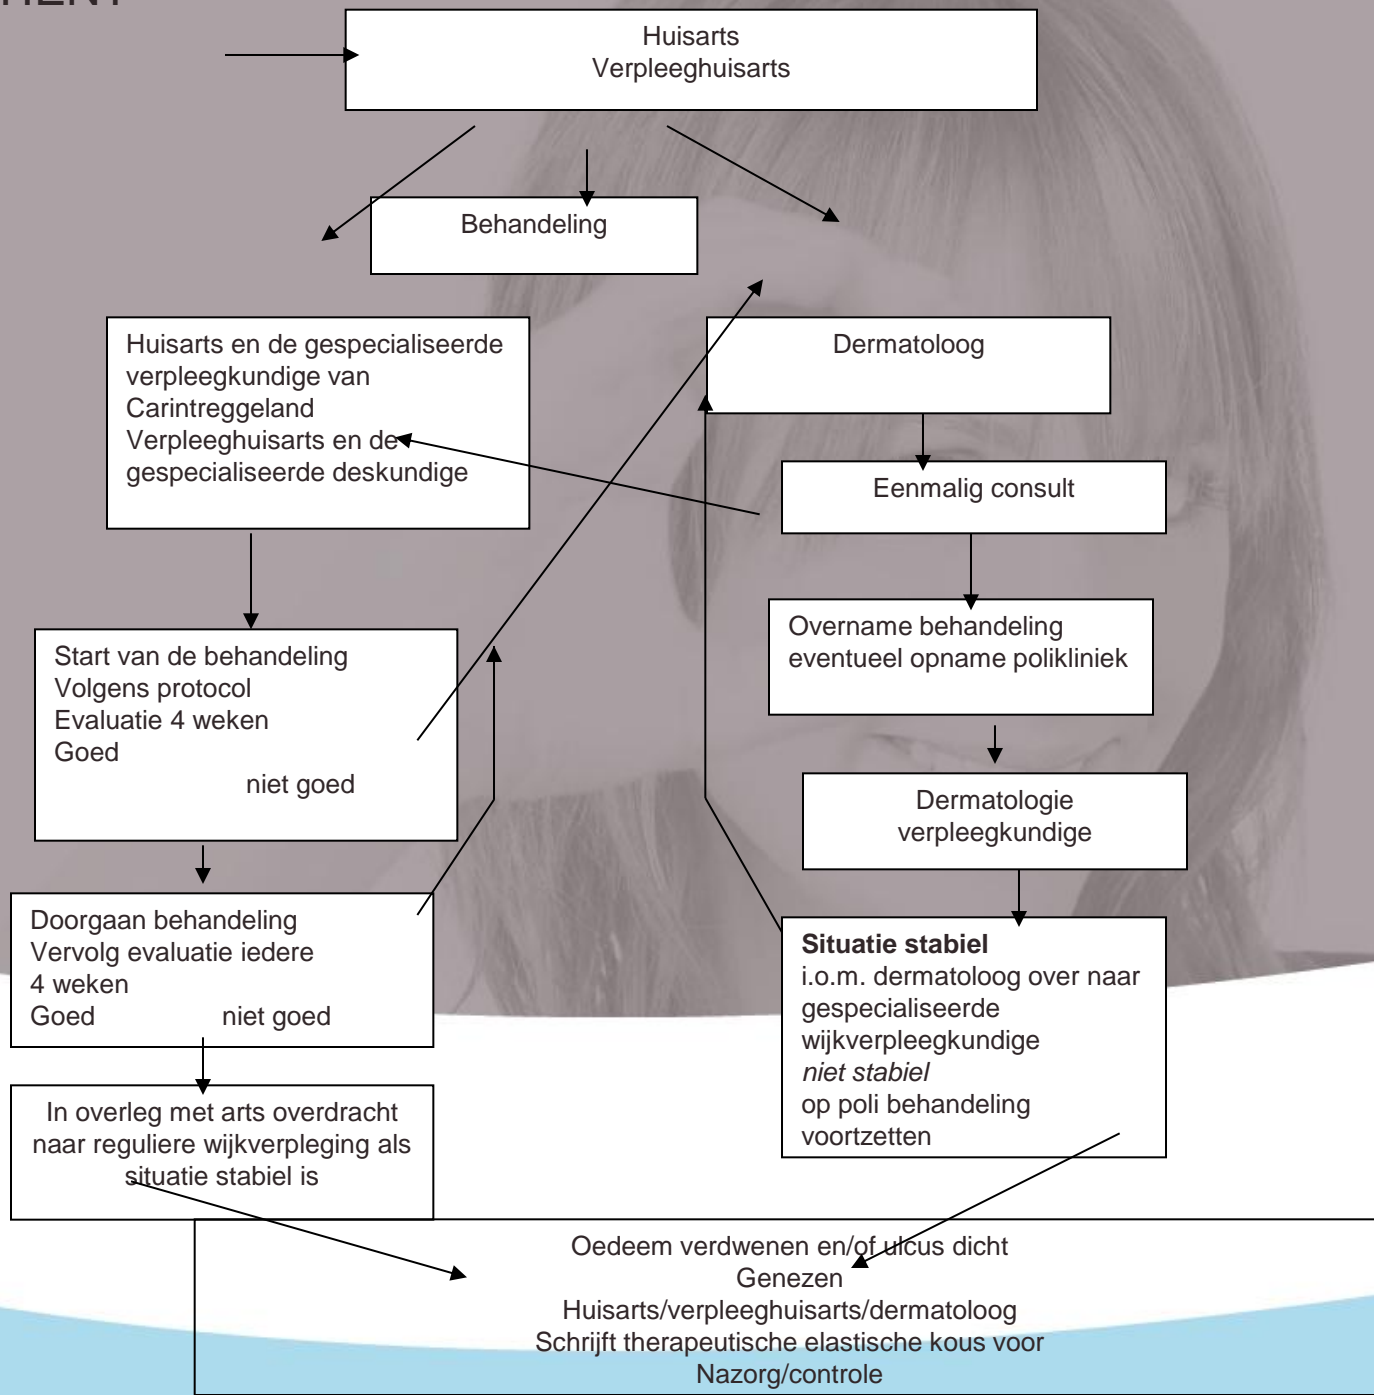 Huisarts
Verpleeghuisarts
Behandeling
Huisarts en de gespecialiseerde
verpleegkundige van
Carintreggeland
Verpleeghuisarts en de
gespecialiseerde deskundige
Dermatoloog
Eenmalig consult
Overname behandeling
eventueel opname polikliniek
Start van de behandeling
Volgens protocol
Evaluatie 4 weken
Goed
niet goed
Dermatologie
verpleegkundige
Doorgaan behandeling
Vervolg evaluatie iedere
4 weken
Goed niet goed
Situatie stabiel
i.o.m. dermatoloog over naar
gespecialiseerde
wijkverpleegkundige
niet stabiel
op poli behandeling
voortzetten
In overleg met arts overdracht
naar reguliere wijkverpleging als
situatie stabiel is
Oedeem verdwenen en/of ulcus dicht
Genezen
Huisarts/verpleeghuisarts/dermatoloog
Schrijft therapeutische elastische kous voor
Nazorg/controle